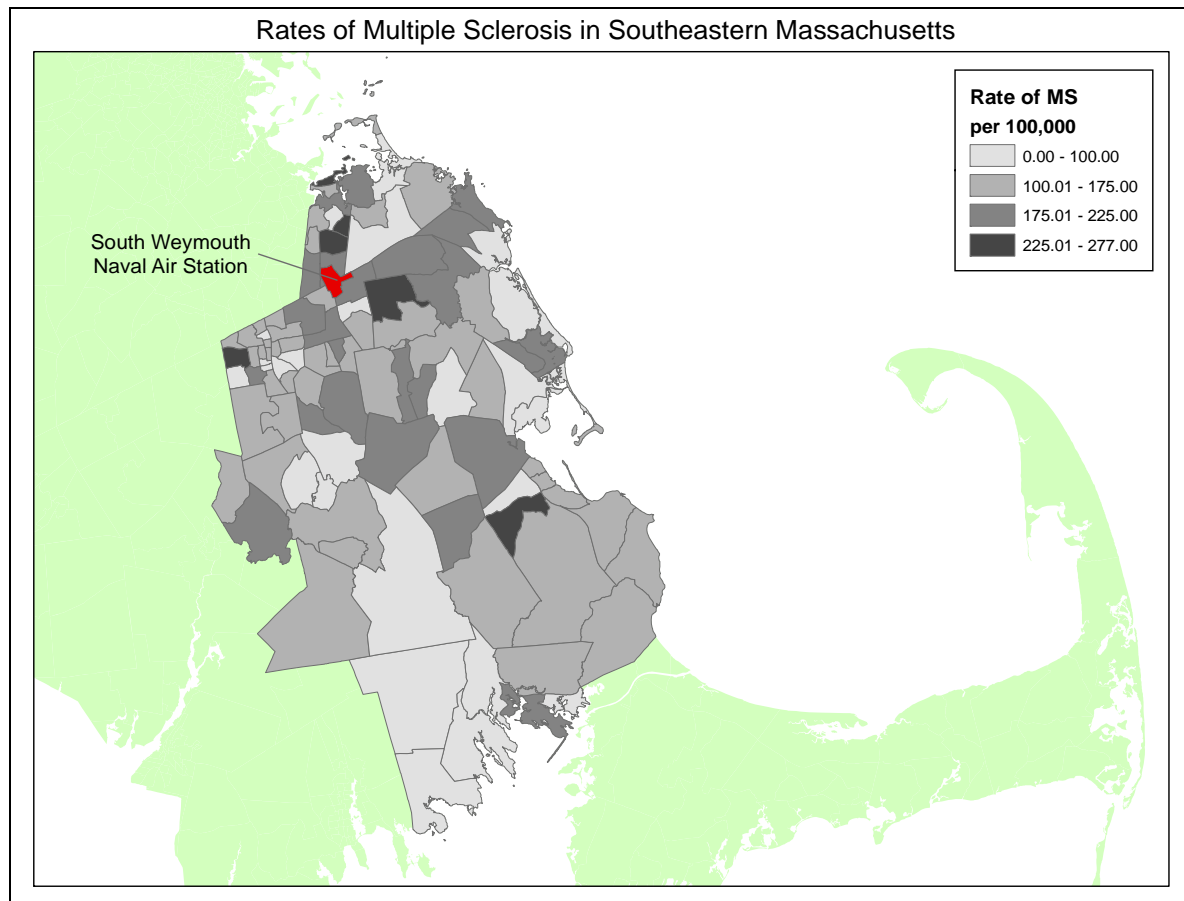 Rates of Multiple Sclerosis in Southeastern Massachusetts
Rate of MS
per 100,000
0.00 - 100.00
100.01 - 175.00
175.01 - 225.00
225.01 - 277.00
South Weymouth
Naval Air Station